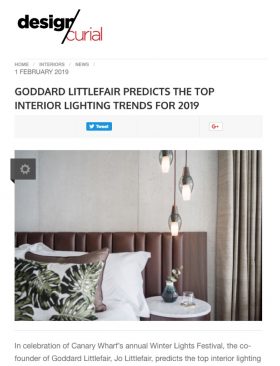 design/
curial
HOME / INTERIORS / NEWS /
1 FEBRUARY 2019
GODDARD LITTLEFAIR PREDICTS THE TOP
INTERIOR LIGHTING TRENDS FOR 2019
Tweet
G+
In celebration of Canary Wharf's annual Winter Lights Festival, the co-
founder of Goddard Littlefair, Jo Littlefair, predicts the top interior lighting